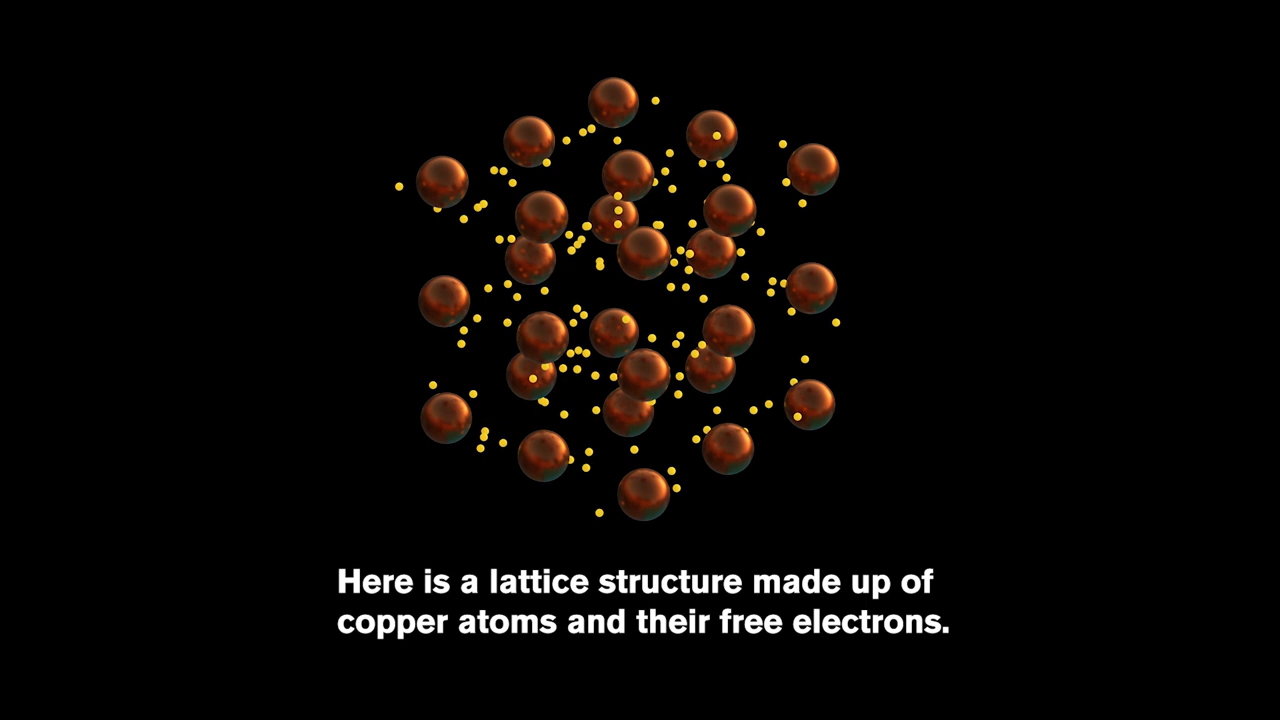 Here is a lattice structure made up of
copper atoms and their free electrons.